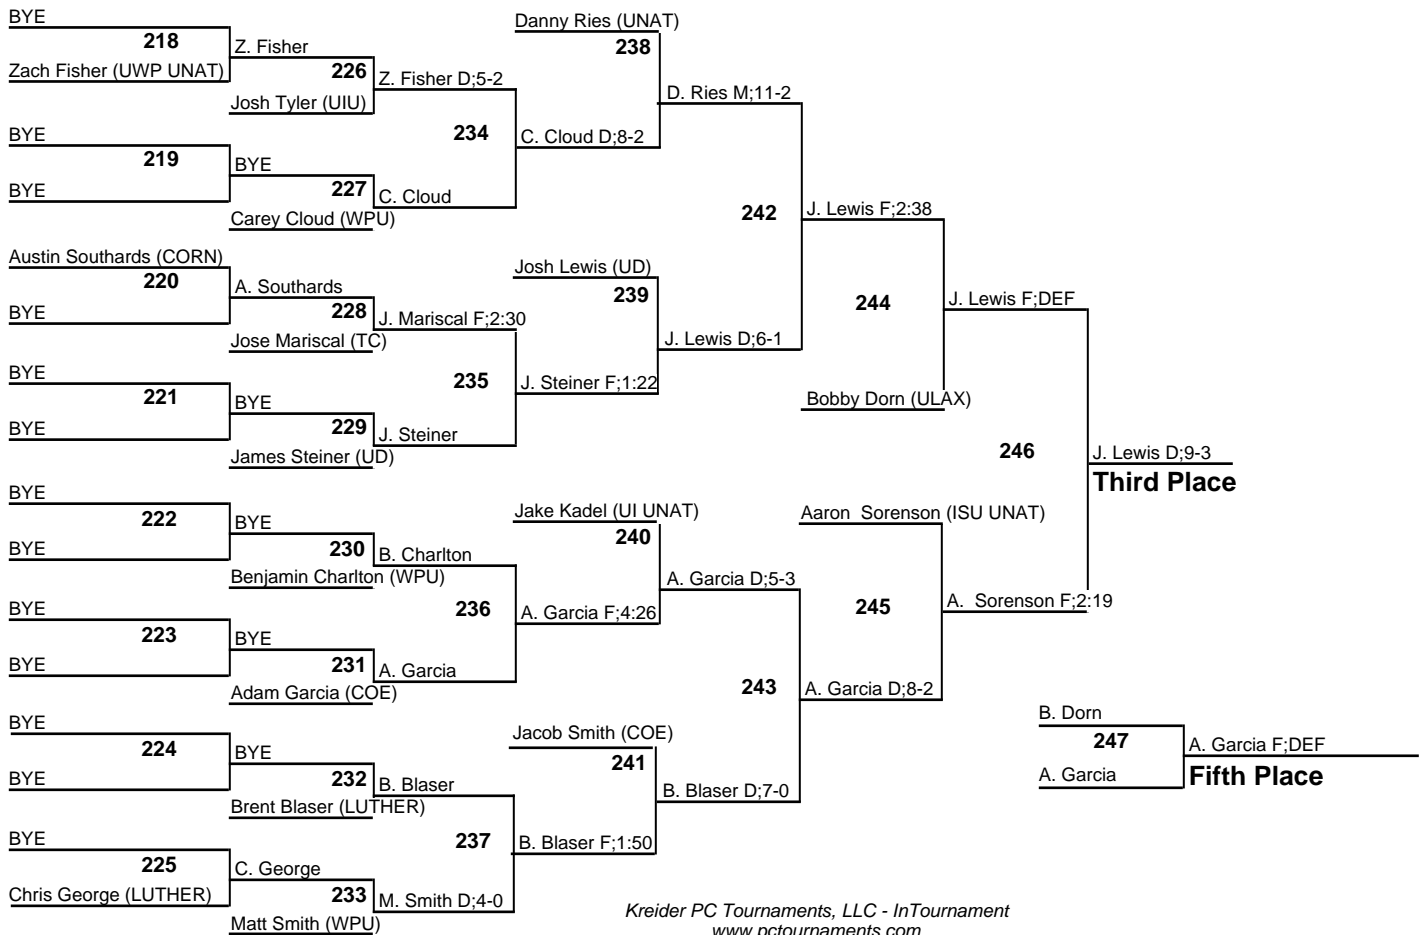 BYE
218
Zach Fisher (UWP UNAT)
BYE
219
BYE
Austin Southards (CORN)
220
BYE
BYE
221
BYE
BYE
222
BYE
BYE
223
BYE
BYE
224
BYE
BYE
225
Chris George (LUTHER)
Z. Fisher
226
Josh Tyler (UIU)
BYE
227
Carey Cloud (WPU)
A. Southards
228
Jose Mariscal (TC)
BYE
229
James Steiner (UD)
BYE
230
Benjamin Charlton (WPU)
BYE
231
Adam Garcia (COE)
BYE
232
Brent Blaser (LUTHER)
C. George
233
Matt Smith (WPU)
Z. Fisher D;5-2
234
C. Cloud
J. Mariscal F;2:30
235
J. Steiner
B. Charlton
236
A. Garcia
B. Blaser
237
M. Smith D;4-0
Danny Ries (UNAT)
238
C. Cloud D;8-2
Josh Lewis (UD)
239
J. Steiner F;1:22
Jake Kadel (UI UNAT)
240
A. Garcia F;4:26
Jacob Smith (COE)
241
B. Blaser F;1:50
D. Ries M;11-2
242
J. Lewis D;6-1
A. Garcia D;5-3
243
B. Blaser D;7-0
J. Lewis F;2:38
244
Bobby Dorn (ULAX)
Aaron  Sorenson (ISU UNAT)
245
A. Garcia D;8-2
J. Lewis F;DEF
246
A.  Sorenson F;2:19
J. Lewis D;9-3
Third Place
B. Dorn
247
A. Garcia
A. Garcia F;DEF
Fifth Place
Kreider PC Tournaments, LLC - InTournament
www.pctournaments.com